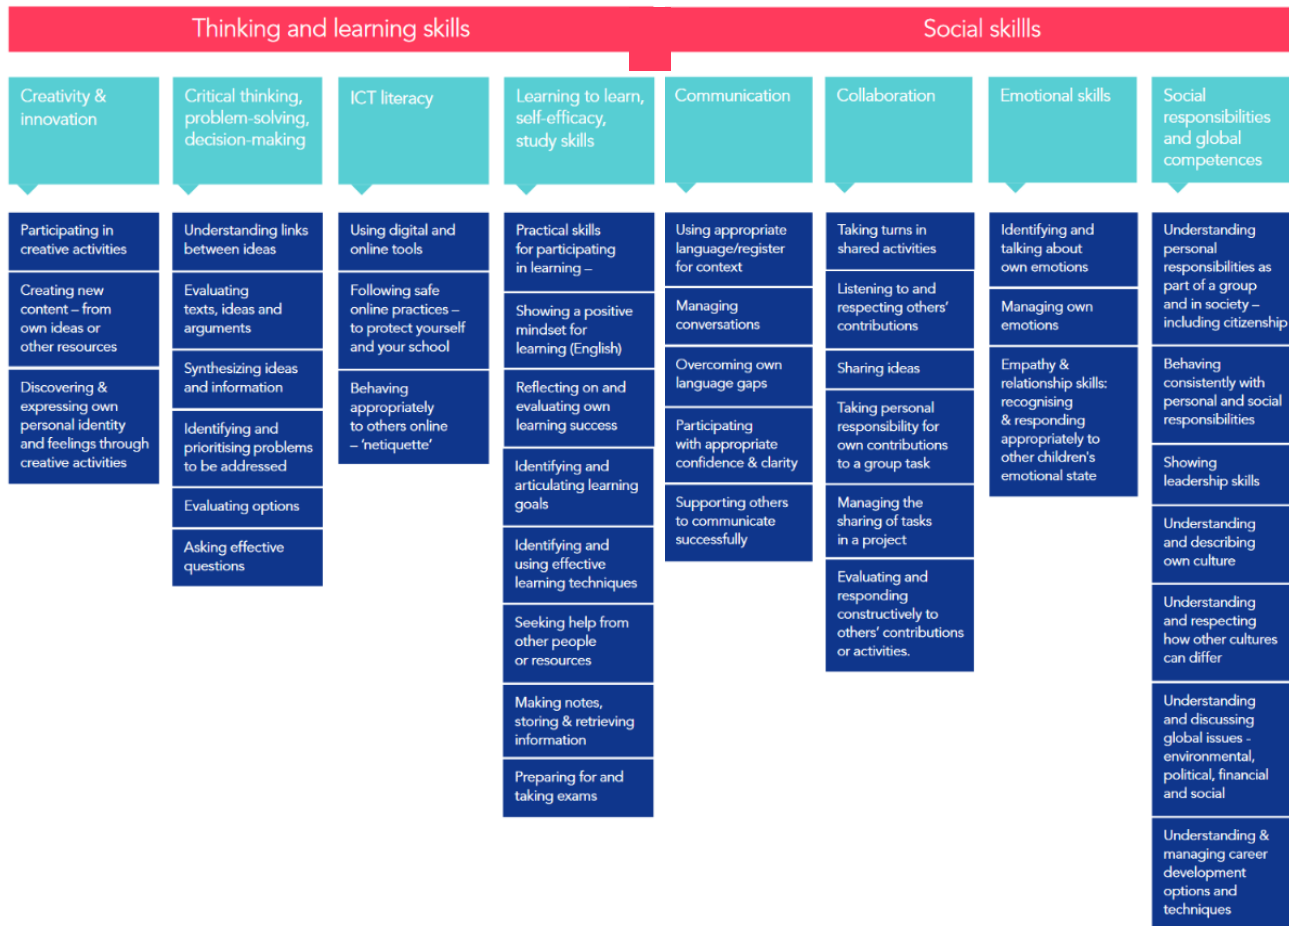 Thinking and learning skills
Social skillls
Creativity &
innovation
Participating in
creative activities
Creating new
content – from
own ideas or
other resources
Discovering &
expressing own
personal identity
and feelings through
creative activities
Critical thinking,
problem-solving,
decision-making
Understanding links
between ideas
Evaluating
texts, ideas and
arguments
Synthesizing ideas
and information
Identifying and
prioritising problems
to be addressed
Evaluating options
Asking effective
questions
ICT literacy
Using digital and
online tools
Following safe
online practices –
to protect yourself
and your school
Behaving
appropriately
to others online
– ‘netiquette’
Learning to learn,
self-efficacy,
study skills
Practical skills
for participating
in learning –
Showing a positive
mindset for
learning (English)
Reflecting on and
evaluating own
learning success
Identifying and
articulating learning
goals
Identifying and
using effective
learning techniques
Seeking help from
other people
or resources
Making notes,
storing & retrieving
information
Preparing for and
taking exams
Communication
Using appropriate
language/register
for context
Managing
conversations
Overcoming own
language gaps
Participating
with appropriate
confidence & clarity
Supporting others
to communicate
successfully
Collaboration
Taking turns in
shared activities
Listening to and
respecting others’
contributions
Sharing ideas
Taking personal
responsibility for
own contributions
to a group task
Managing the
sharing of tasks
in a project
Evaluating and
responding
constructively to
others’ contributions
or activities.
Emotional skills
Identifying and
talking about
own emotions
Managing own
emotions
Empathy &
relationship skills:
recognising
& responding
appropriately to
other children's
emotional state
Social
responsibilities
and global
competences
Understanding
personal
responsibilities as
part of a group
and in society –
including citizenship
Behaving
consistently with
personal and social
responsibilities
Showing
leadership skills
Understanding
and describing
own culture
Understanding
and respecting
how other cultures
can differ
Understanding
and discussing
global issues -
environmental,
political, financial
and social
Understanding &
managing career
development
options and
techniques